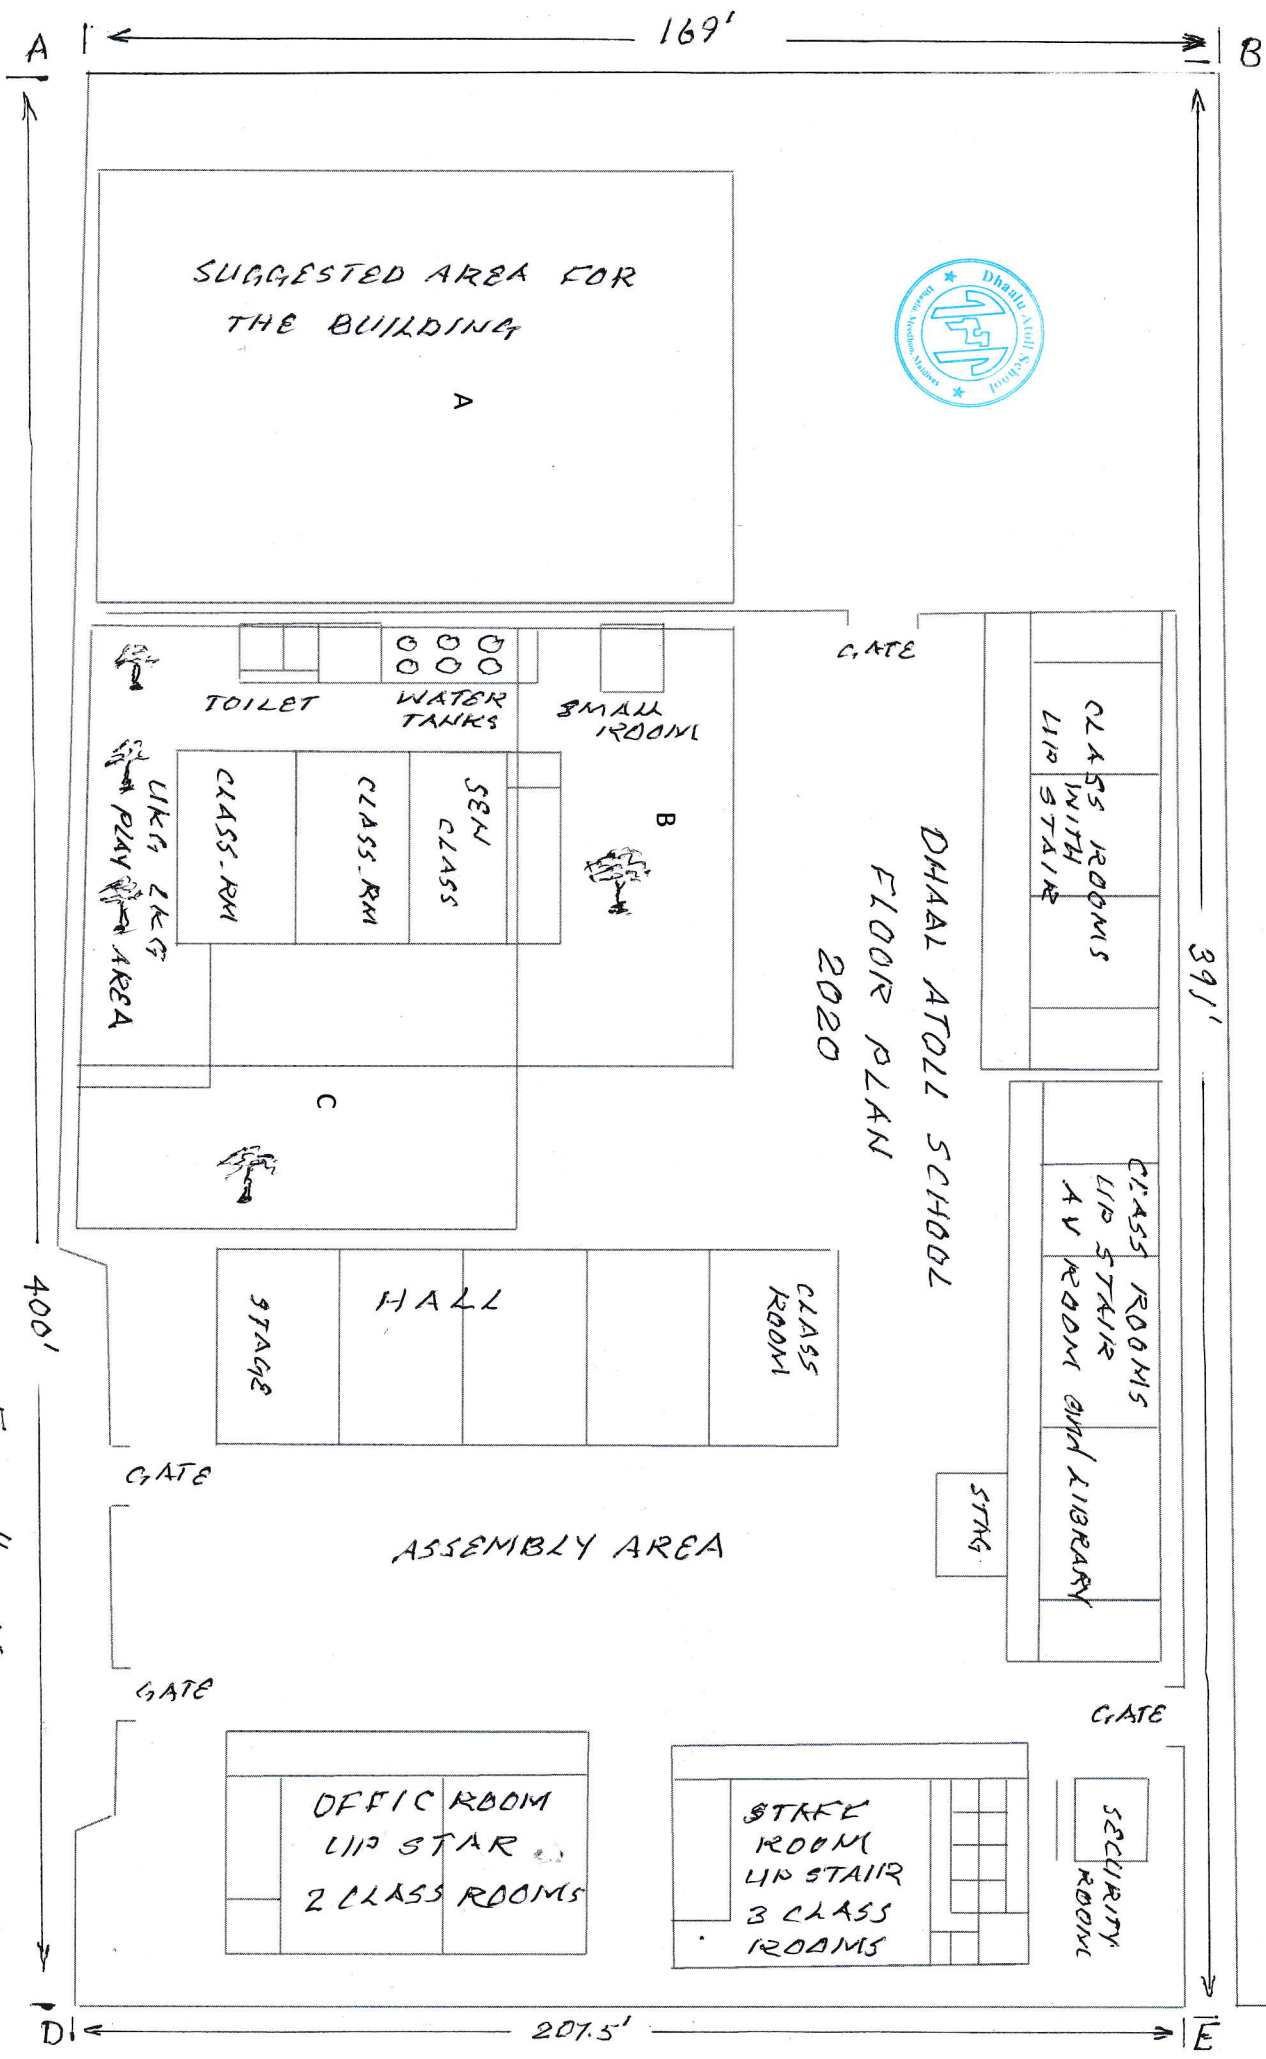 A
169'
B
SUGGESTED AREA FOR
THE BUILDING
A
Dhaalu Atoll School
GATE
TOILET
WATER
TANKS
SMALL
ROOM
CLASS ROOMS
WITH
UP STAIR
UKG LKG
PLAY AREA
CLASS-RM
CLASS-RM
SEN
CLASS
B
DHAAL ATOLL SCHOOL
FLOOR PLAN
2020
391'
C
CLASS ROOMS
UP STAIR
AV ROOM and LIBRARY
400'
STAGE
HALL
CLASS
ROOM
GATE
ASSEMBLY AREA
STAG
GATE
GATE
OFFIC ROOM
UP STAR
2 CLASS ROOMS
STAFF
ROOM
UP STAIR
3 CLASS
ROOMS
SECURITY
ROOM
D
207.5'
E